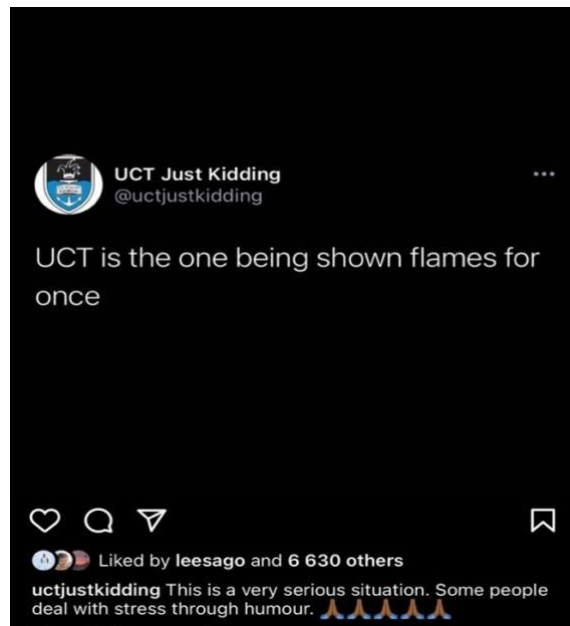 UCT Just Kidding
@uctjustkidding
UCT is the one being shown flames for
once
Liked by leesago and 6 630 others
uctjustkidding This is a very serious situation. Some people
deal with stress through humour. 🙏🏾🙏🏾🙏🏾🙏🏾🙏🏾